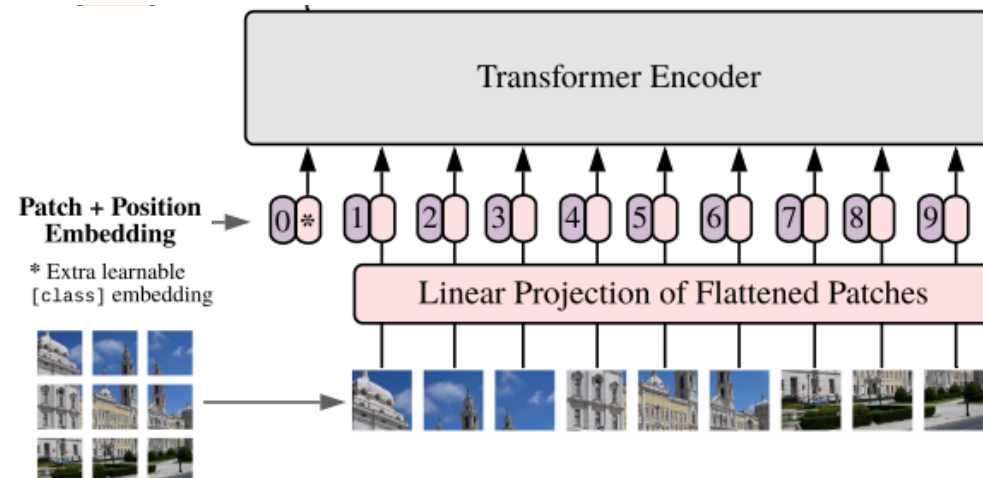 Transformer Encoder
Patch + Position
Embedding
0 * 1 2 3 4 5 6 7 8 9
* Extra learnable
[class] embedding
Linear Projection of Flattened Patches